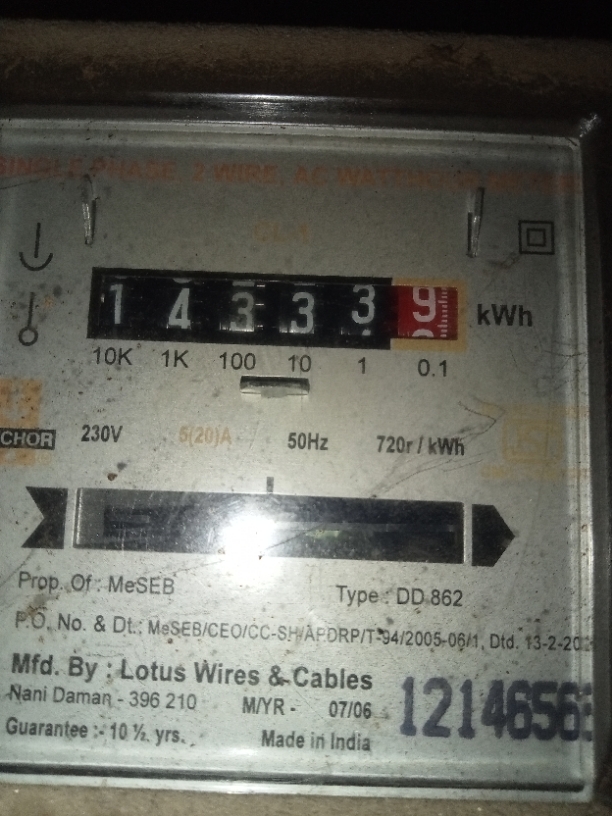 SINGLE PHASE, 2 WIRE, AC WATTHOUR METER
CL
1 4 3 3 3 9 kWh
10K 1K 100 10 1 0.1
CHOR 230V 5(20)A 50Hz 720r / kWh
Prop. Of : MeSEB Type : DD 862
P.O. No. & Dt.: MeSEB/CEO/CC-SH/APDRP/T-94/2005-06/1, Dtd. 13-2-20
Mfd. By : Lotus Wires & Cables
Nani Daman - 396 210 M/YR - 07/06
Guarantee :- 10 ½. yrs. Made in India
1214656